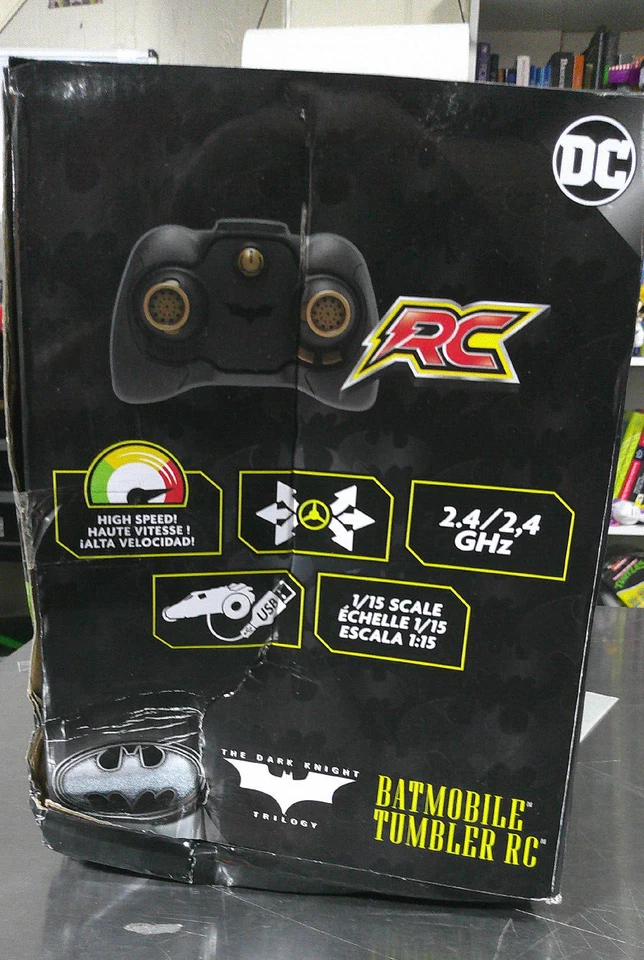 DC
RC
HIGH SPEED!
HAUTE VITESSE !
¡ALTA VELOCIDAD!
2.4/2,4
GHz
USB
1/15 SCALE
ÉCHELLE 1/15
ESCALA 1:15
THE DARK KNIGHT
TRILOGY
BATMOBILE™
TUMBLER RC™